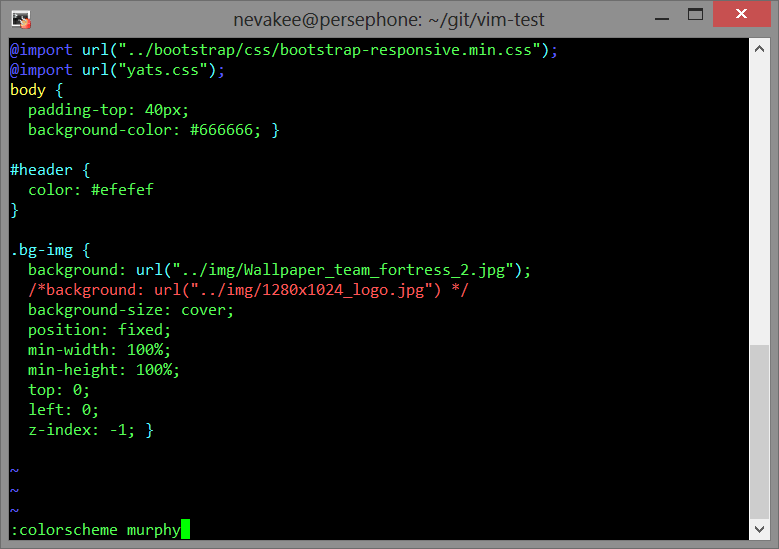 nevakee@persephone: ~/git/vim-test
@import url("../bootstrap/css/bootstrap-responsive.min.css");
@import url("yats.css");
body {
  padding-top: 40px;
  background-color: #666666; }

#header {
  color: #efefef
}

.bg-img {
  background: url("../img/Wallpaper_team_fortress_2.jpg");
  /*background: url("../img/1280x1024_logo.jpg") */
  background-size: cover;
  position: fixed;
  min-width: 100%;
  min-height: 100%;
  top: 0;
  left: 0;
  z-index: -1; }

~
~
~
:colorscheme murphy